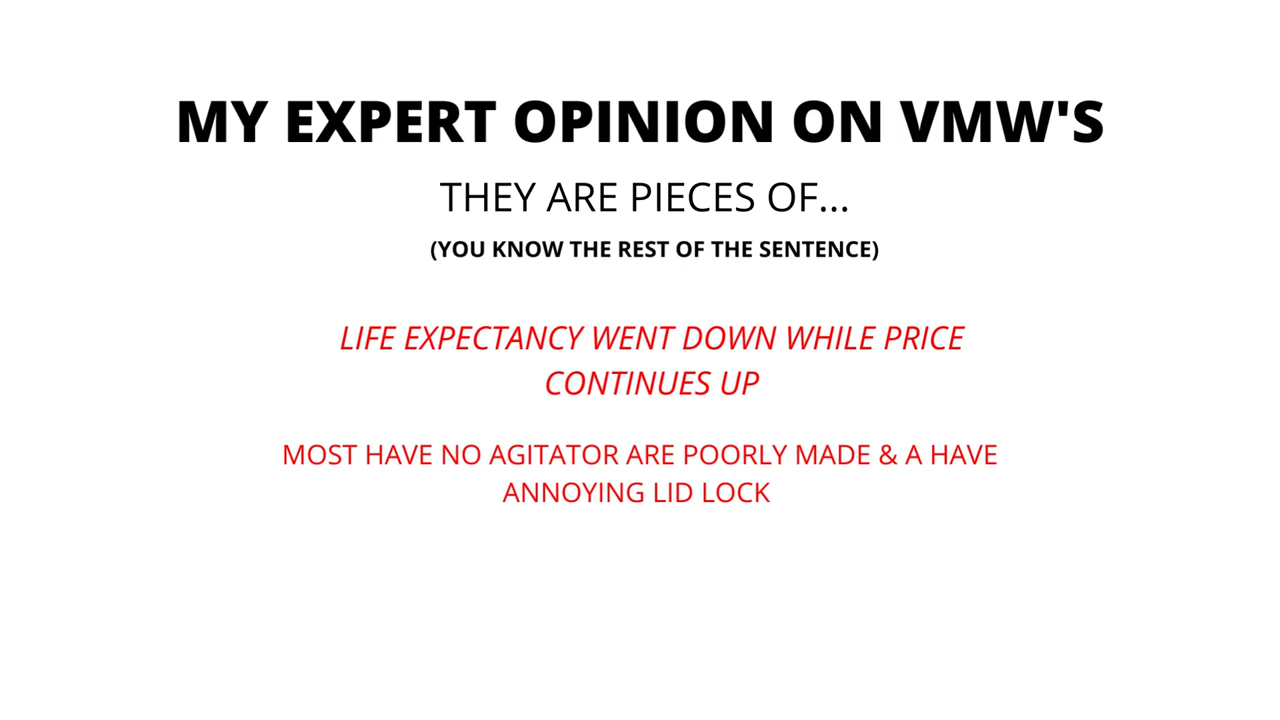 MY EXPERT OPINION ON VMW'S
THEY ARE PIECES OF...
(YOU KNOW THE REST OF THE SENTENCE)
LIFE EXPECTANCY WENT DOWN WHILE PRICE
CONTINUES UP
MOST HAVE NO AGITATOR ARE POORLY MADE & A HAVE
ANNOYING LID LOCK